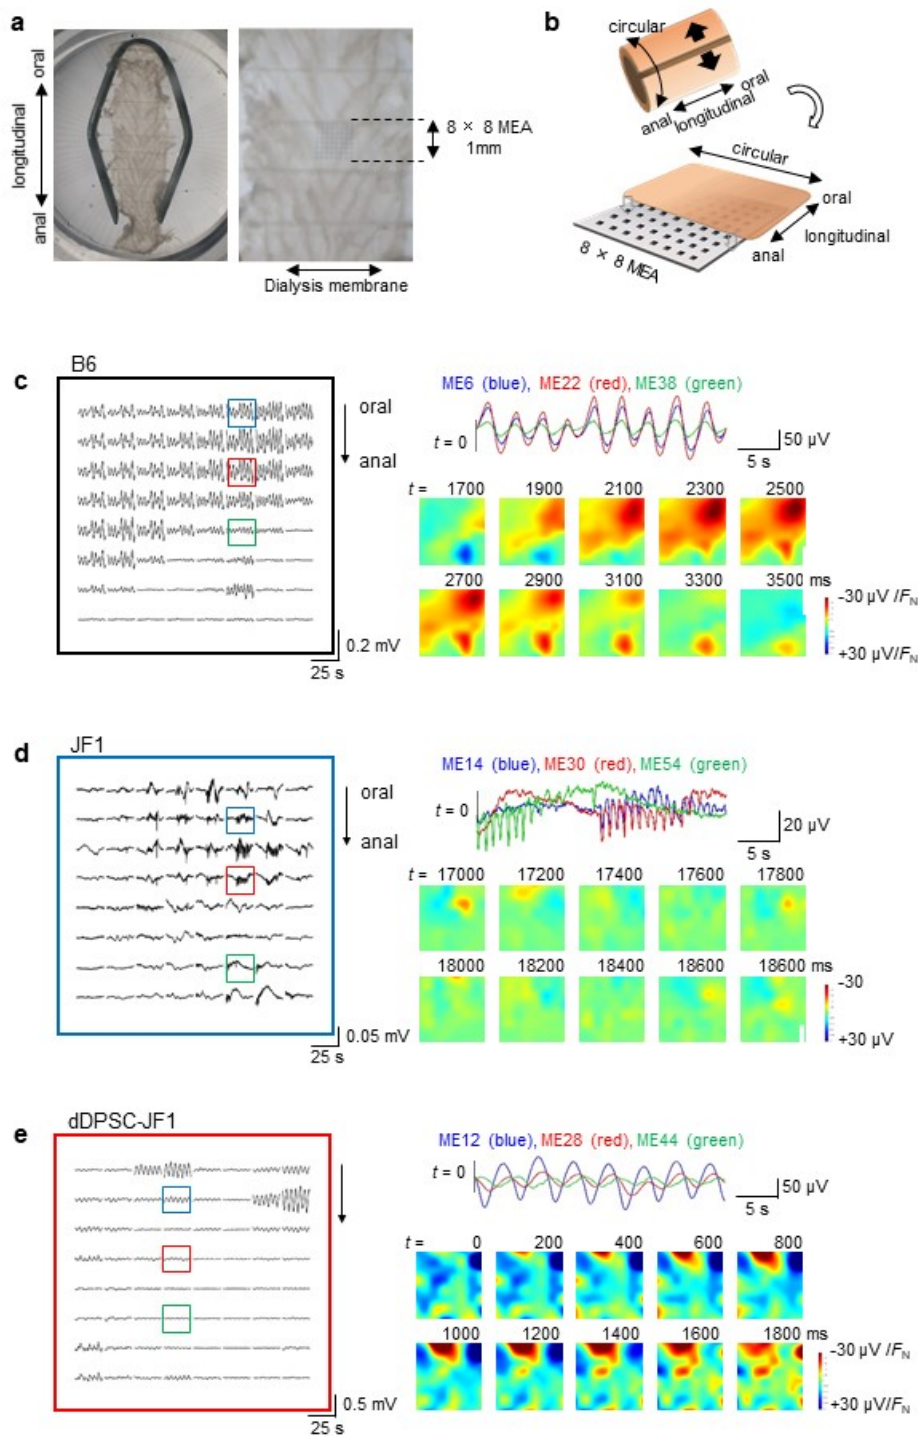 a
oral
longitudinal
anal
8 × 8 MEA
1mm
Dialysis membrane
b
circular
oral
anal
longitudinal
circular
oral
longitudinal
anal
8 × 8 MEA
c
B6
oral
anal
0.2 mV
25 s
ME6 (blue), ME22 (red), ME38 (green)
t = 0
50 µV
5 s
t = 1700 1900 2100 2300 2500
2700 2900 3100 3300 3500 ms
-30 µV /FN
+30 µV/FN
d
JF1
oral
anal
0.05 mV
25 s
ME14 (blue), ME30 (red), ME54 (green)
t = 0
20 µV
5 s
t = 17000 17200 17400 17600 17800
18000 18200 18400 18600 18600 ms
-30
+30 µV
e
dDPSC-JF1
0.5 mV
25 s
ME12 (blue), ME28 (red), ME44 (green)
t = 0
50 µV
5 s
t = 0 200 400 600 800
1000 1200 1400 1600 1800 ms
-30 µV /FN
+30 µV/FN